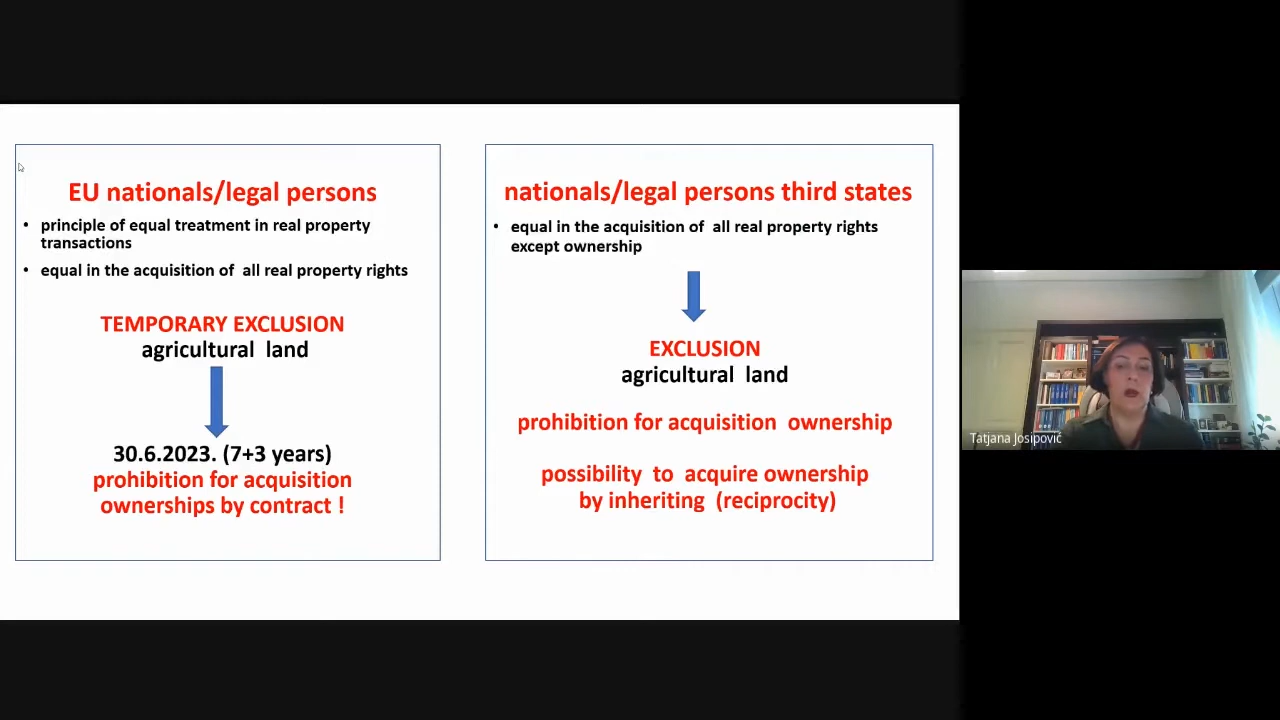 EU nationals/legal persons
• principle of equal treatment in real property
transactions
• equal in the acquisition of all real property rights
TEMPORARY EXCLUSION
agricultural land
30.6.2023. (7+3 years)
prohibition for acquisition
ownerships by contract !
nationals/legal persons third states
• equal in the acquisition of all real property rights
except ownership
EXCLUSION
agricultural land
prohibition for acquisition ownership
possibility to acquire ownership
by inheriting (reciprocity)
Tatjana Josipović